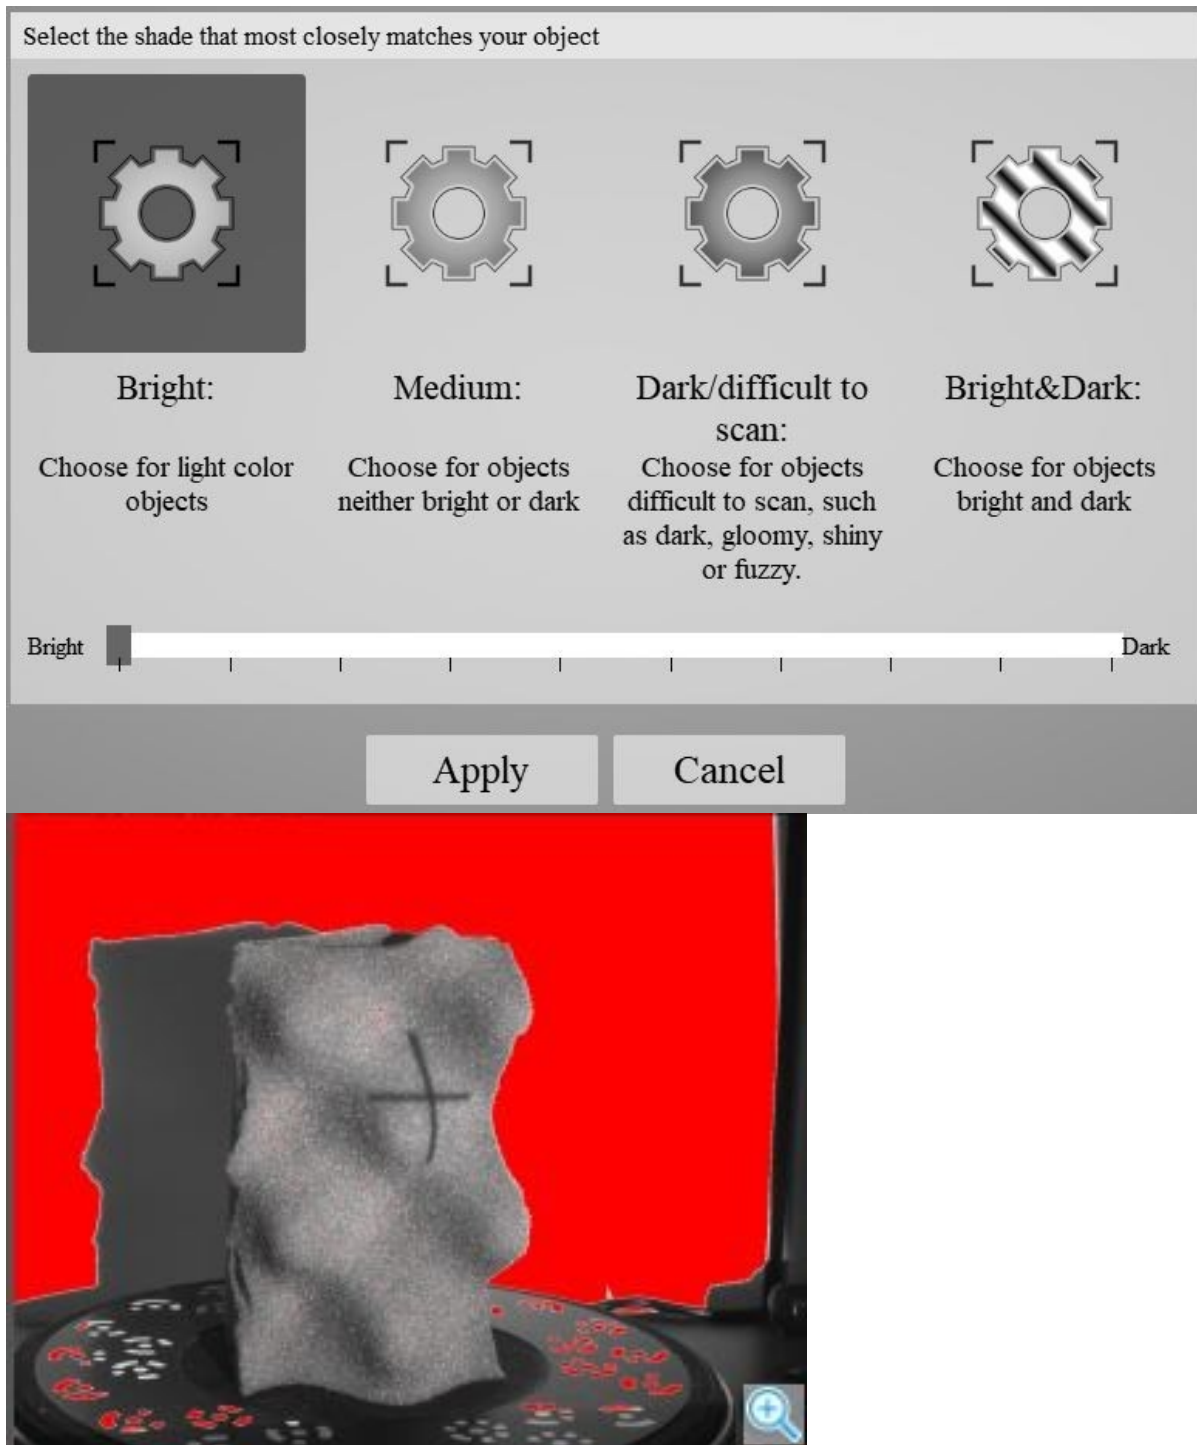 Select the shade that most closely matches your object
Bright:
Choose for light color
objects
Medium:
Choose for objects
neither bright or dark
Dark/difficult to
scan:
Choose for objects
difficult to scan, such
as dark, gloomy, shiny
or fuzzy.
Bright&Dark:
Choose for objects
bright and dark
Bright
Dark
Apply
Cancel